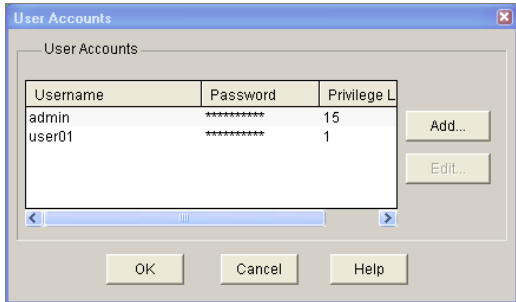 User Accounts
User Accounts
Username Password Privilege L
admin ********** 15
user01 ********** 1
Add...
Edit...
OK Cancel Help